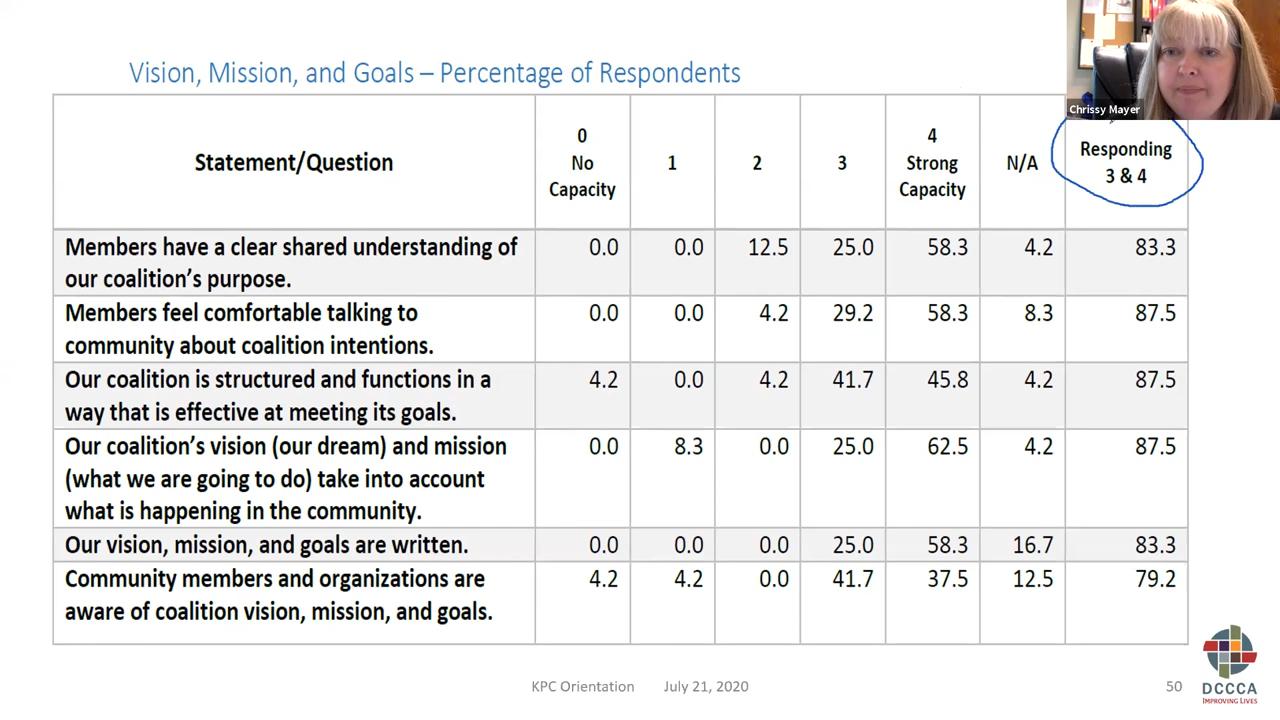 Vision, Mission, and Goals – Percentage of Respondents
Chrissy Mayer
Statement/Question
0
No
Capacity
1
2
3
4
Strong
Capacity
N/A
Responding
3 & 4
Members have a clear shared understanding of
our coalition's purpose.
0.0 0.0 12.5 25.0 58.3 4.2 83.3
Members feel comfortable talking to
community about coalition intentions.
0.0 0.0 4.2 29.2 58.3 8.3 87.5
Our coalition is structured and functions in a
way that is effective at meeting its goals.
4.2 0.0 4.2 41.7 45.8 4.2 87.5
Our coalition's vision (our dream) and mission
(what we are going to do) take into account
what is happening in the community.
0.0 8.3 0.0 25.0 62.5 4.2 87.5
Our vision, mission, and goals are written.
0.0 0.0 0.0 25.0 58.3 16.7 83.3
Community members and organizations are
aware of coalition vision, mission, and goals.
4.2 4.2 0.0 41.7 37.5 12.5 79.2
KPC Orientation July 21, 2020
50
DCCCA
IMPROVING LIVES